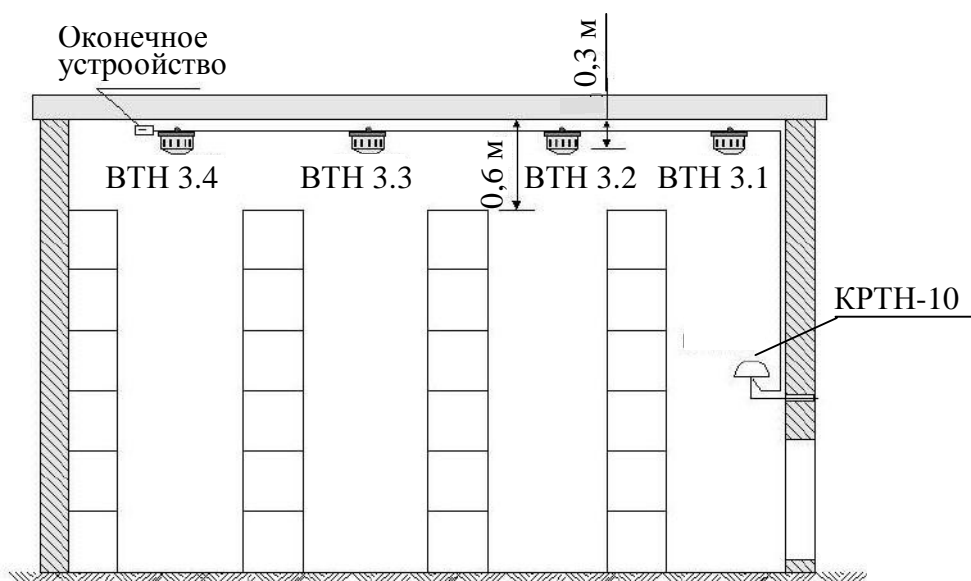 Оконечное
устроойство
0,3 м
0,6 м
ВТН 3.4
ВТН 3.3
ВТН 3.2
ВТН 3.1
КРТН-10